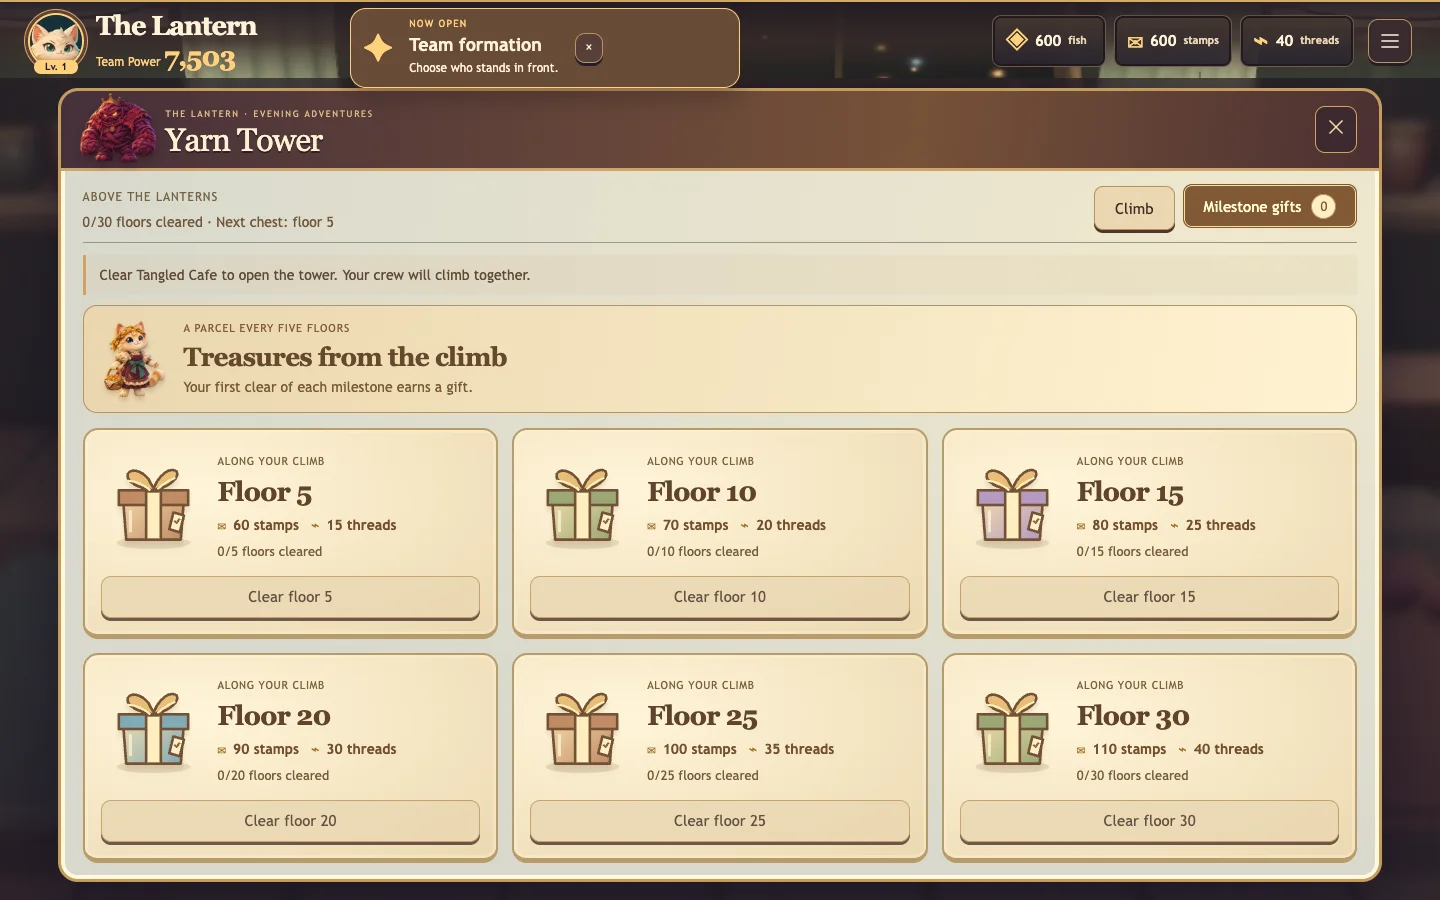 The Lantern
Team Power 7,503
Lv. 1
NOW OPEN
Team formation
Choose who stands in front.
×
600 fish
600 stamps
40 threads
THE LANTERN · EVENING ADVENTURES
Yarn Tower
ABOVE THE LANTERNS
0/30 floors cleared · Next chest: floor 5
Climb
Milestone gifts 0
Clear Tangled Cafe to open the tower. Your crew will climb together.
A PARCEL EVERY FIVE FLOORS
Treasures from the climb
Your first clear of each milestone earns a gift.
ALONG YOUR CLIMB
Floor 5
60 stamps 15 threads
0/5 floors cleared
Clear floor 5
ALONG YOUR CLIMB
Floor 10
70 stamps 20 threads
0/10 floors cleared
Clear floor 10
ALONG YOUR CLIMB
Floor 15
80 stamps 25 threads
0/15 floors cleared
Clear floor 15
ALONG YOUR CLIMB
Floor 20
90 stamps 30 threads
0/20 floors cleared
Clear floor 20
ALONG YOUR CLIMB
Floor 25
100 stamps 35 threads
0/25 floors cleared
Clear floor 25
ALONG YOUR CLIMB
Floor 30
110 stamps 40 threads
0/30 floors cleared
Clear floor 30